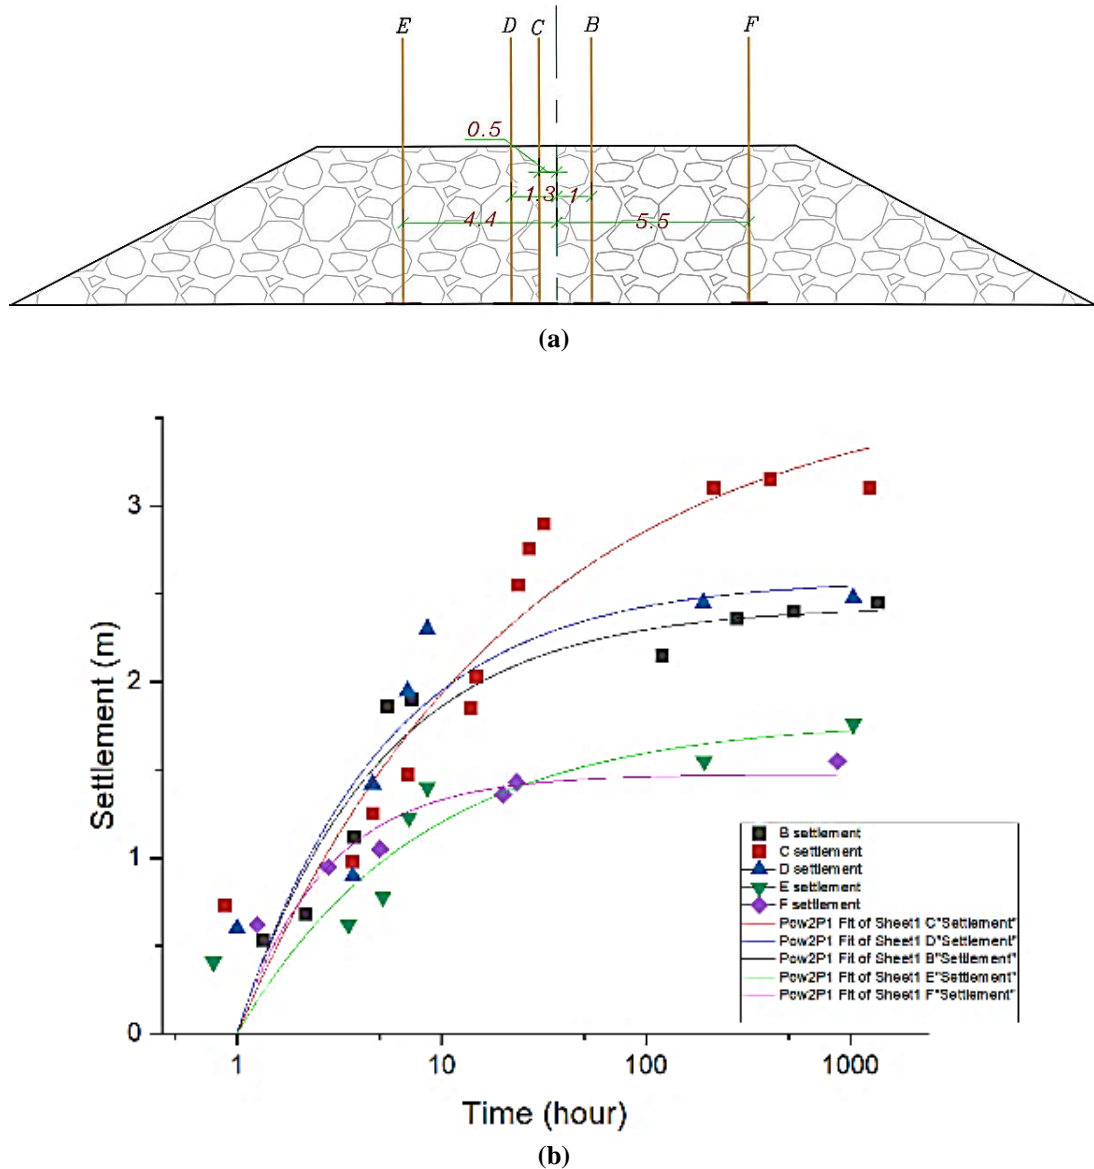 E D C B F
0.5
1.3 1
4.4 5.5
(a)
3
2
1
0
Settlement (m)
B settlement
C settlement
D settlement
E settlement
F settlement
Pow2P1 Fit of Sheet1 C"Settlement"
Pow2P1 Fit of Sheet1 D"Settlement"
Pow2P1 Fit of Sheet1 B"Settlement"
Pow2P1 Fit of Sheet1 E"Settlement"
Pow2P1 Fit of Sheet1 F"Settlement"
1 10 100 1000
Time (hour)
(b)